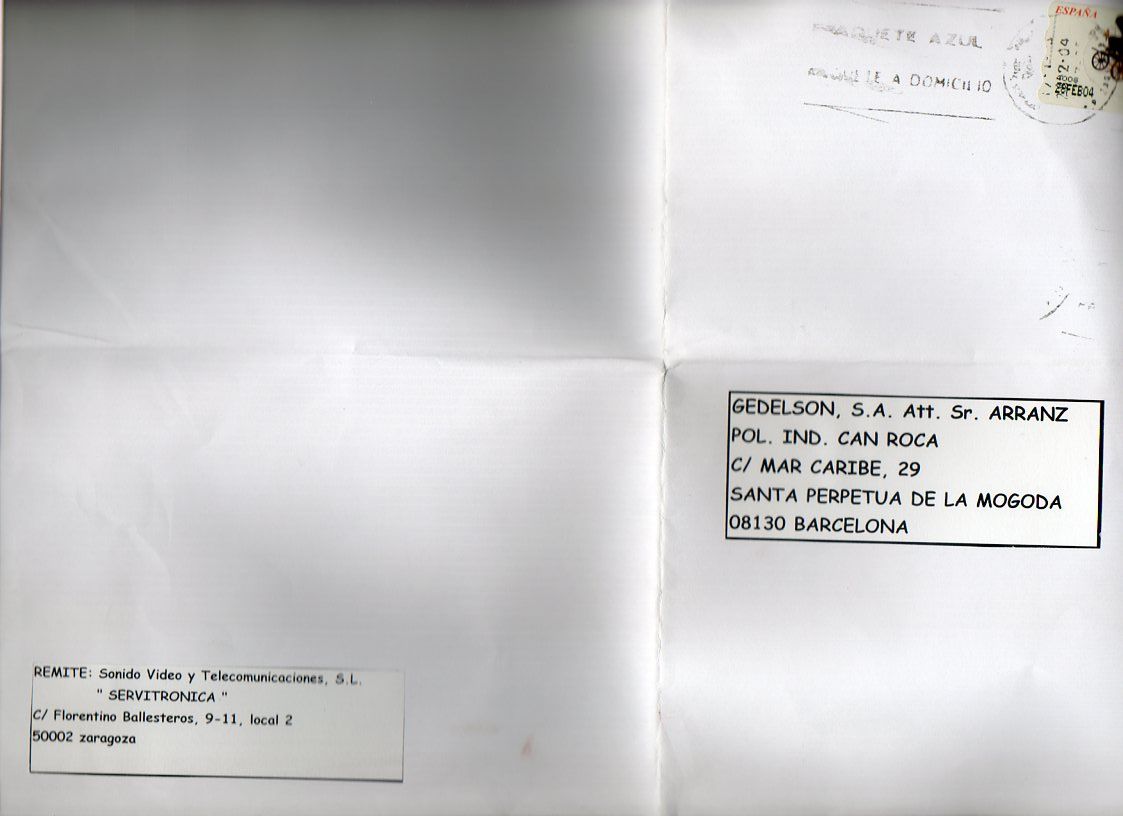 PAQUETE AZUL
A DOMICILIO
ESPAÑA
FEB04
GEDELSON, S.A. Att. Sr. ARRANZ
POL. IND. CAN ROCA
C/ MAR CARIBE, 29
SANTA PERPETUA DE LA MOGODA
08130 BARCELONA
REMITE: Sonido Video y Telecomunicaciones, S.L.
" SERVITRONICA "
C/ Florentino Ballesteros, 9-11, local 2
50002 zaragoza